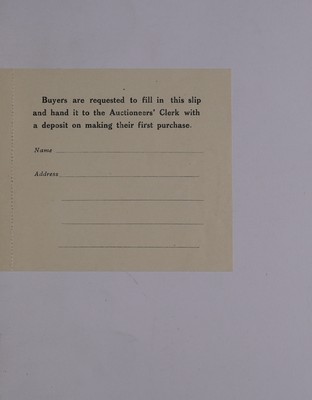 Buyers are requested to fill in this slip
and hand it to the Auctioneers' Clerk with
a deposit on making their first purchase.
Name
Address